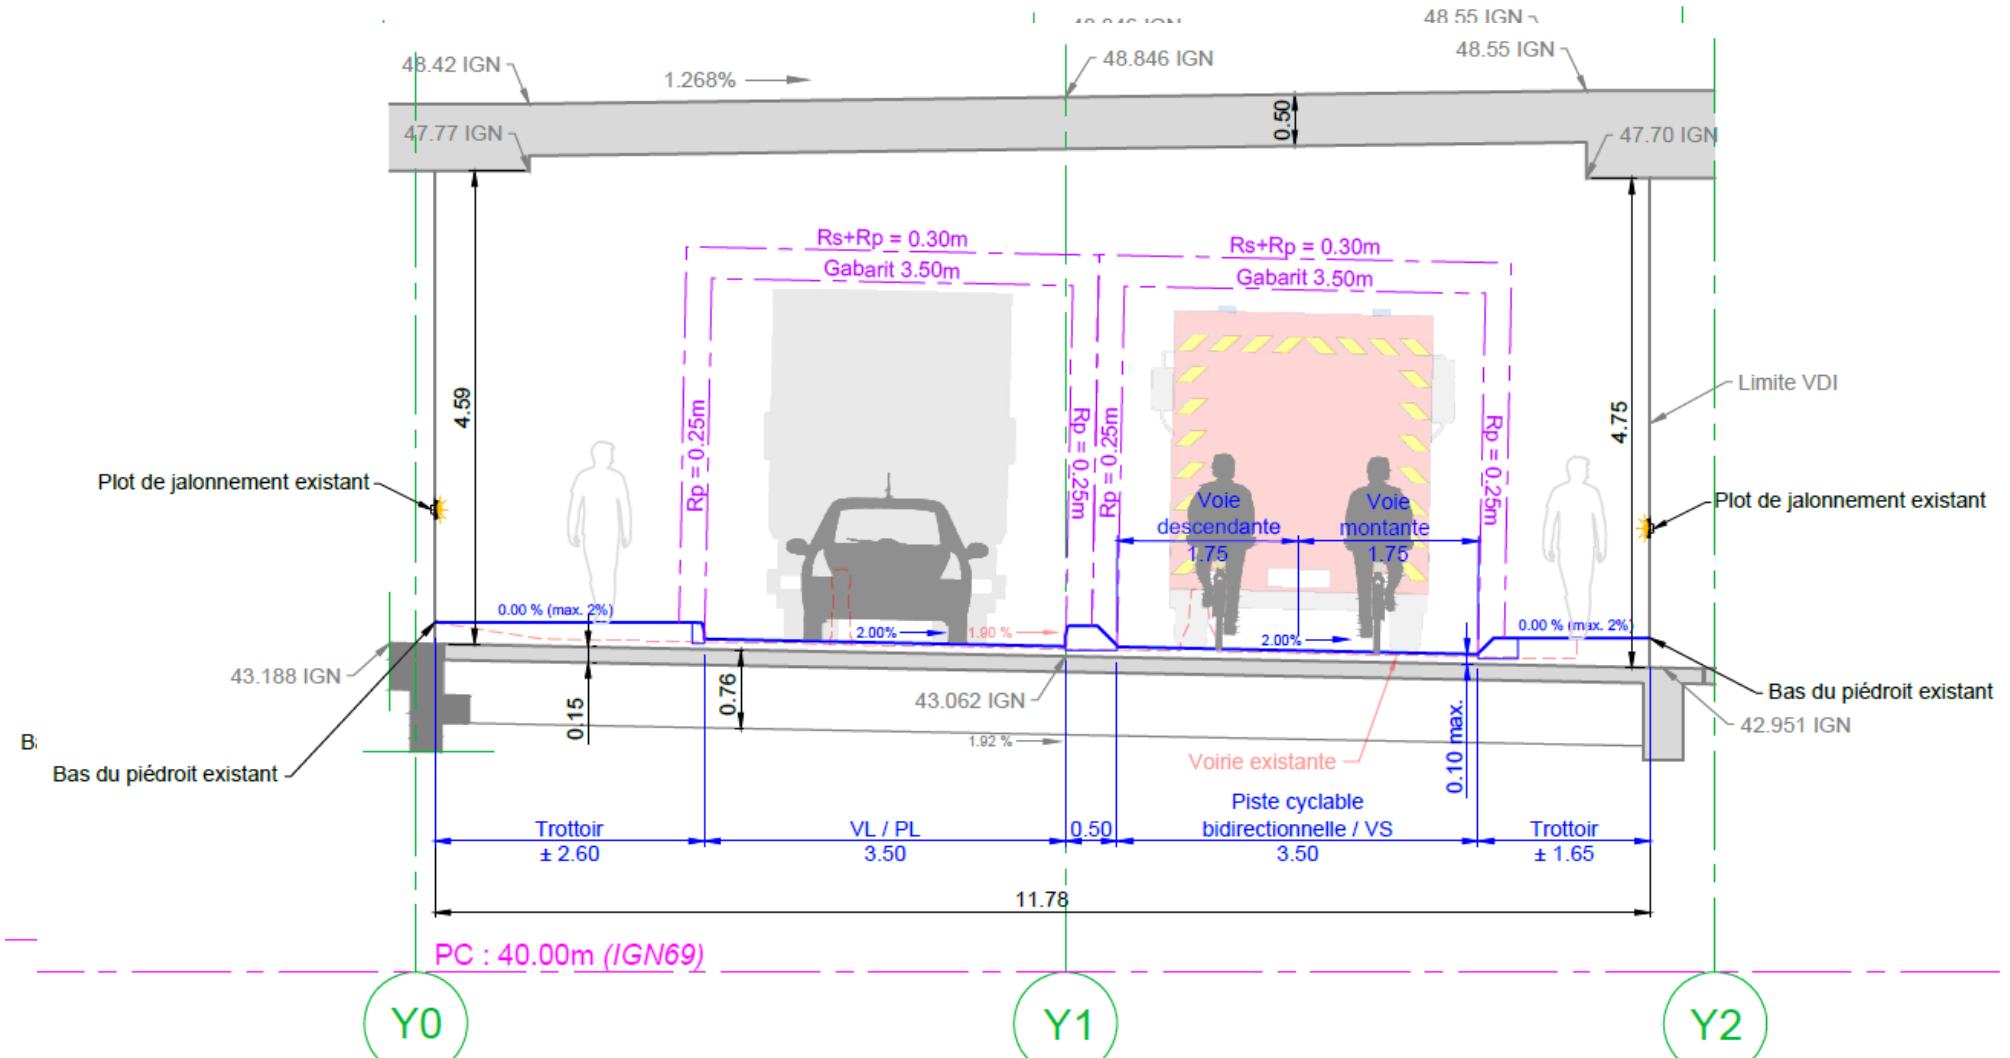 48.55 IGN
48.42 IGN
1.268%
48.846 IGN
48.55 IGN
47.77 IGN
0.50
47.70 IGN
Rs+Rp = 0.30m
Rs+Rp = 0.30m
Gabarit 3.50m
Gabarit 3.50m
4.59
Rp = 0.25m
Rp = 0.25m
Rp = 0.25m
Rp = 0.25m
4.75
Limite VDI
Plot de jalonnement existant
Plot de jalonnement existant
Voie
descendante
1.75
Voie
montante
1.75
0.00 % (max. 2%)
2.00%
1.90 %
2.00%
0.00 % (max. 2%)
43.188 IGN
0.15
0.76
43.062 IGN
1.92 %
Voirie existante
0.10 max.
Bas du piédroit existant
42.951 IGN
Bas du piédroit existant
Trottoir
± 2.60
VL / PL
3.50
0.50
Piste cyclable
bidirectionnelle / VS
3.50
Trottoir
± 1.65
11.78
PC : 40.00m (IGN69)
Y0
Y1
Y2